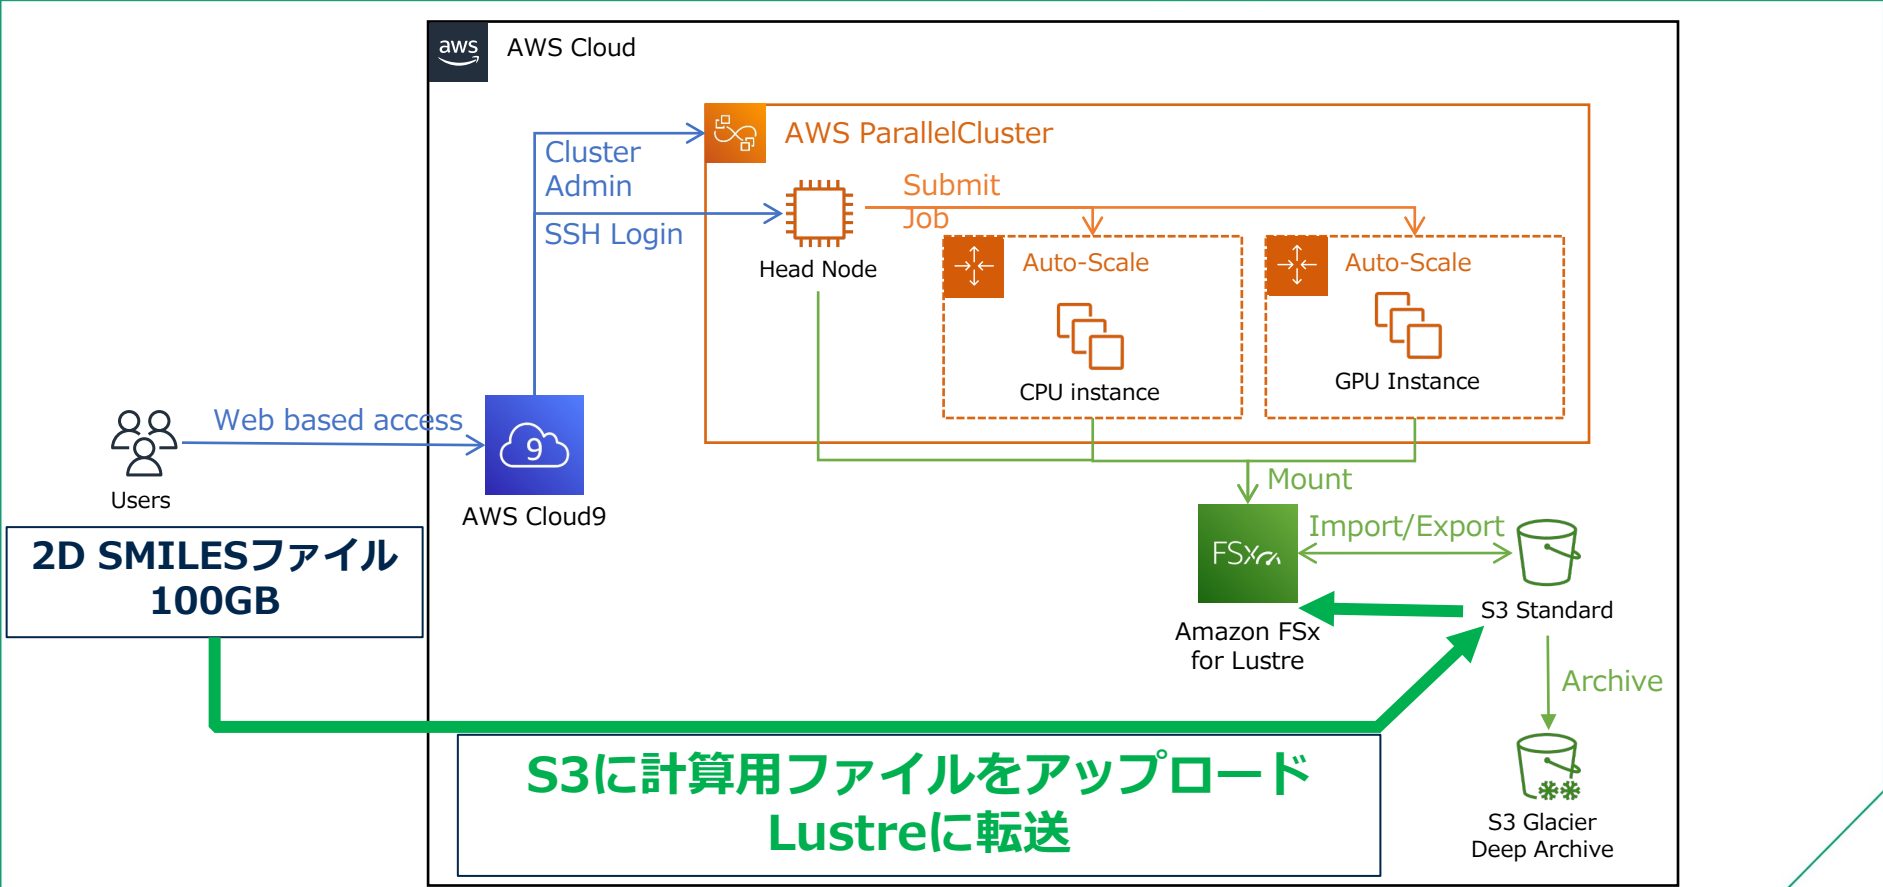 aws
AWS Cloud
AWS ParallelCluster
Cluster
Admin
SSH Login
Submit
Job
Head Node
Auto-Scale
CPU instance
Auto-Scale
GPU Instance
Web based access
Users
9
AWS Cloud9
Mount
Import/Export
FSx
Amazon FSx
for Lustre
S3 Standard
Archive
S3 Glacier
Deep Archive
2D SMILESファイル
100GB
S3に計算用ファイルをアップロード
Lustreに転送